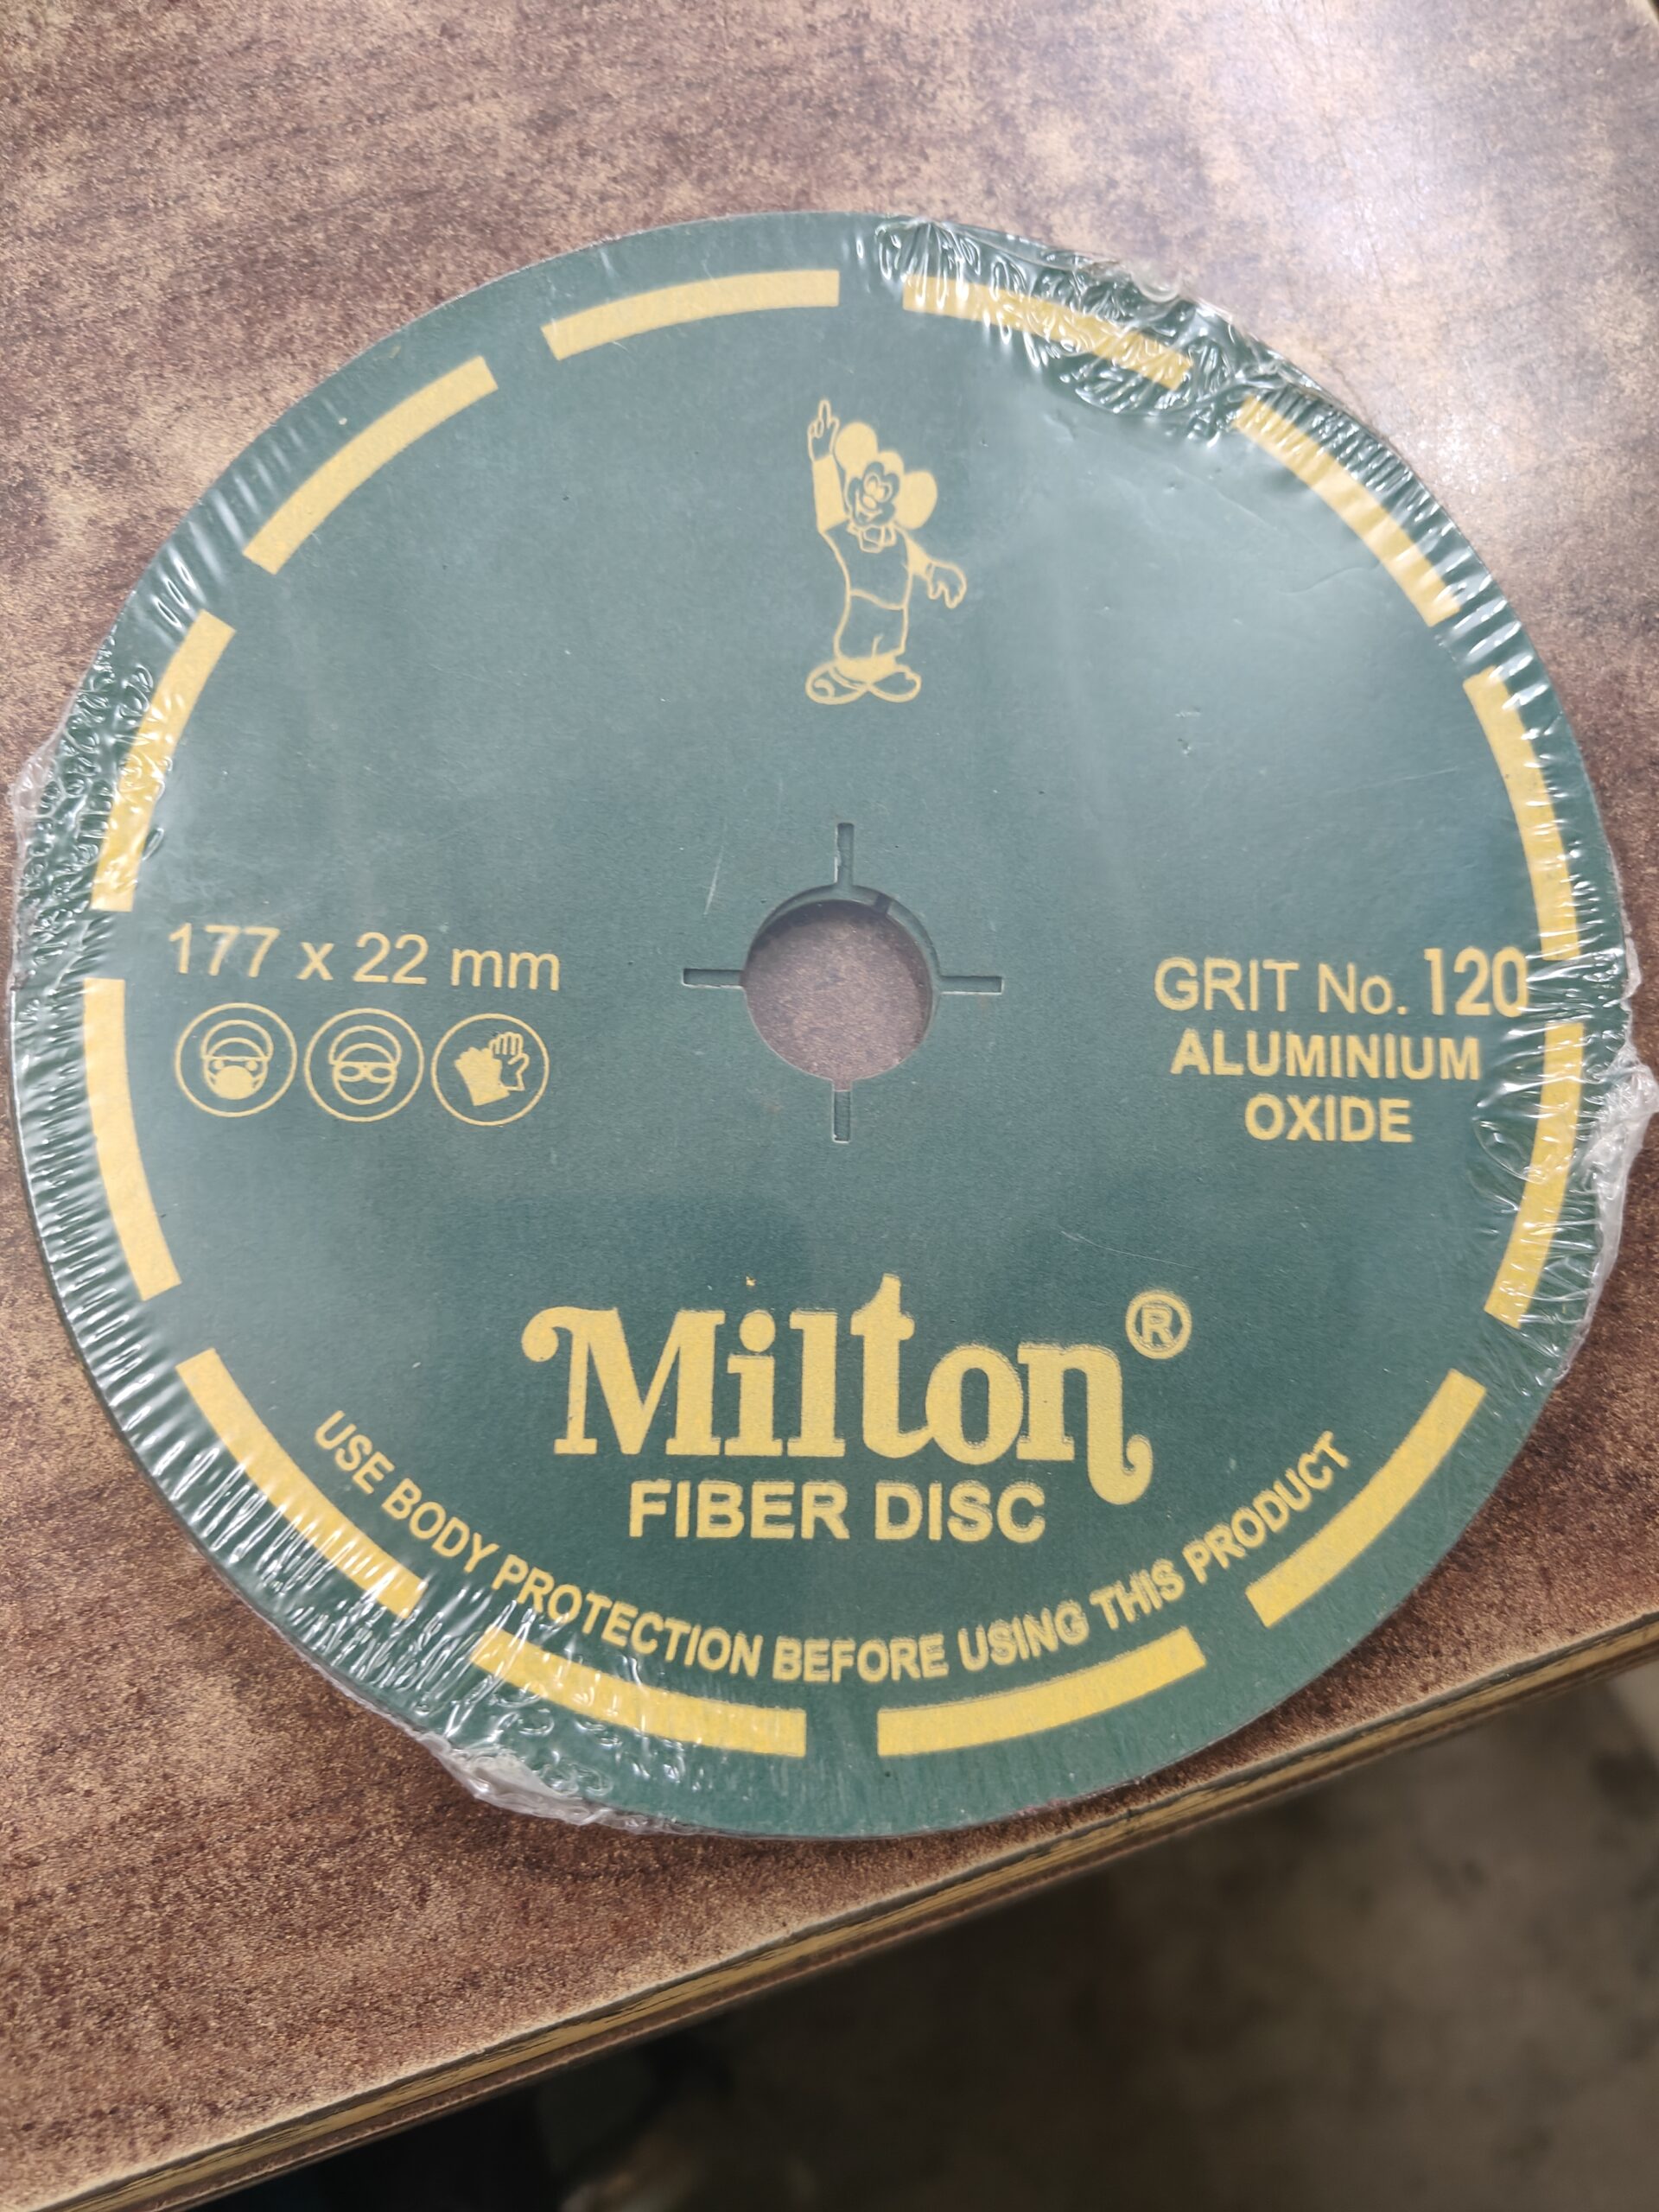 177 x 22 mm
GRIT No. 120
ALUMINIUM
OXIDE
Milton®
FIBER DISC
USE BODY PROTECTION BEFORE USING THIS PRODUCT